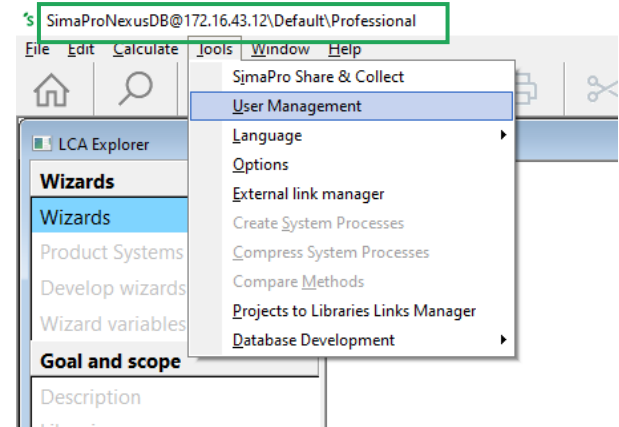 SimaProNexusDB@172.16.43.12\Default\Professional
File Edit Calculate Tools Window Help
SimaPro Share & Collect
User Management
Language
Options
External link manager
Create System Processes
Compress System Processes
Compare Methods
Projects to Libraries Links Manager
Database Development
LCA Explorer
Wizards
Wizards
Product Systems
Develop wizards
Wizard variables
Goal and scope
Description